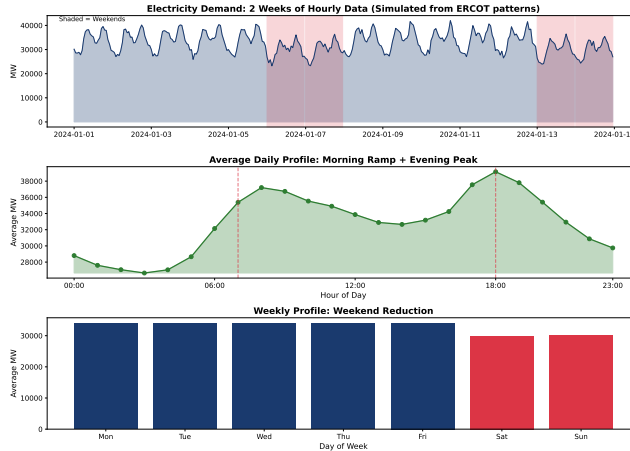 Electricity Demand: 2 Weeks of Hourly Data (Simulated from ERCOT patterns)
Shaded = Weekends
40000
30000
20000
10000
0
MW
2024-01-01 2024-01-03 2024-01-05 2024-01-07 2024-01-09 2024-01-11 2024-01-13 2024-01-1
Average Daily Profile: Morning Ramp + Evening Peak
38000
36000
34000
32000
30000
28000
Average MW
00:00 06:00 12:00 18:00 23:00
Hour of Day
Weekly Profile: Weekend Reduction
30000
20000
10000
0
Average MW
Mon Tue Wed Thu Fri Sat Sun
Day of Week